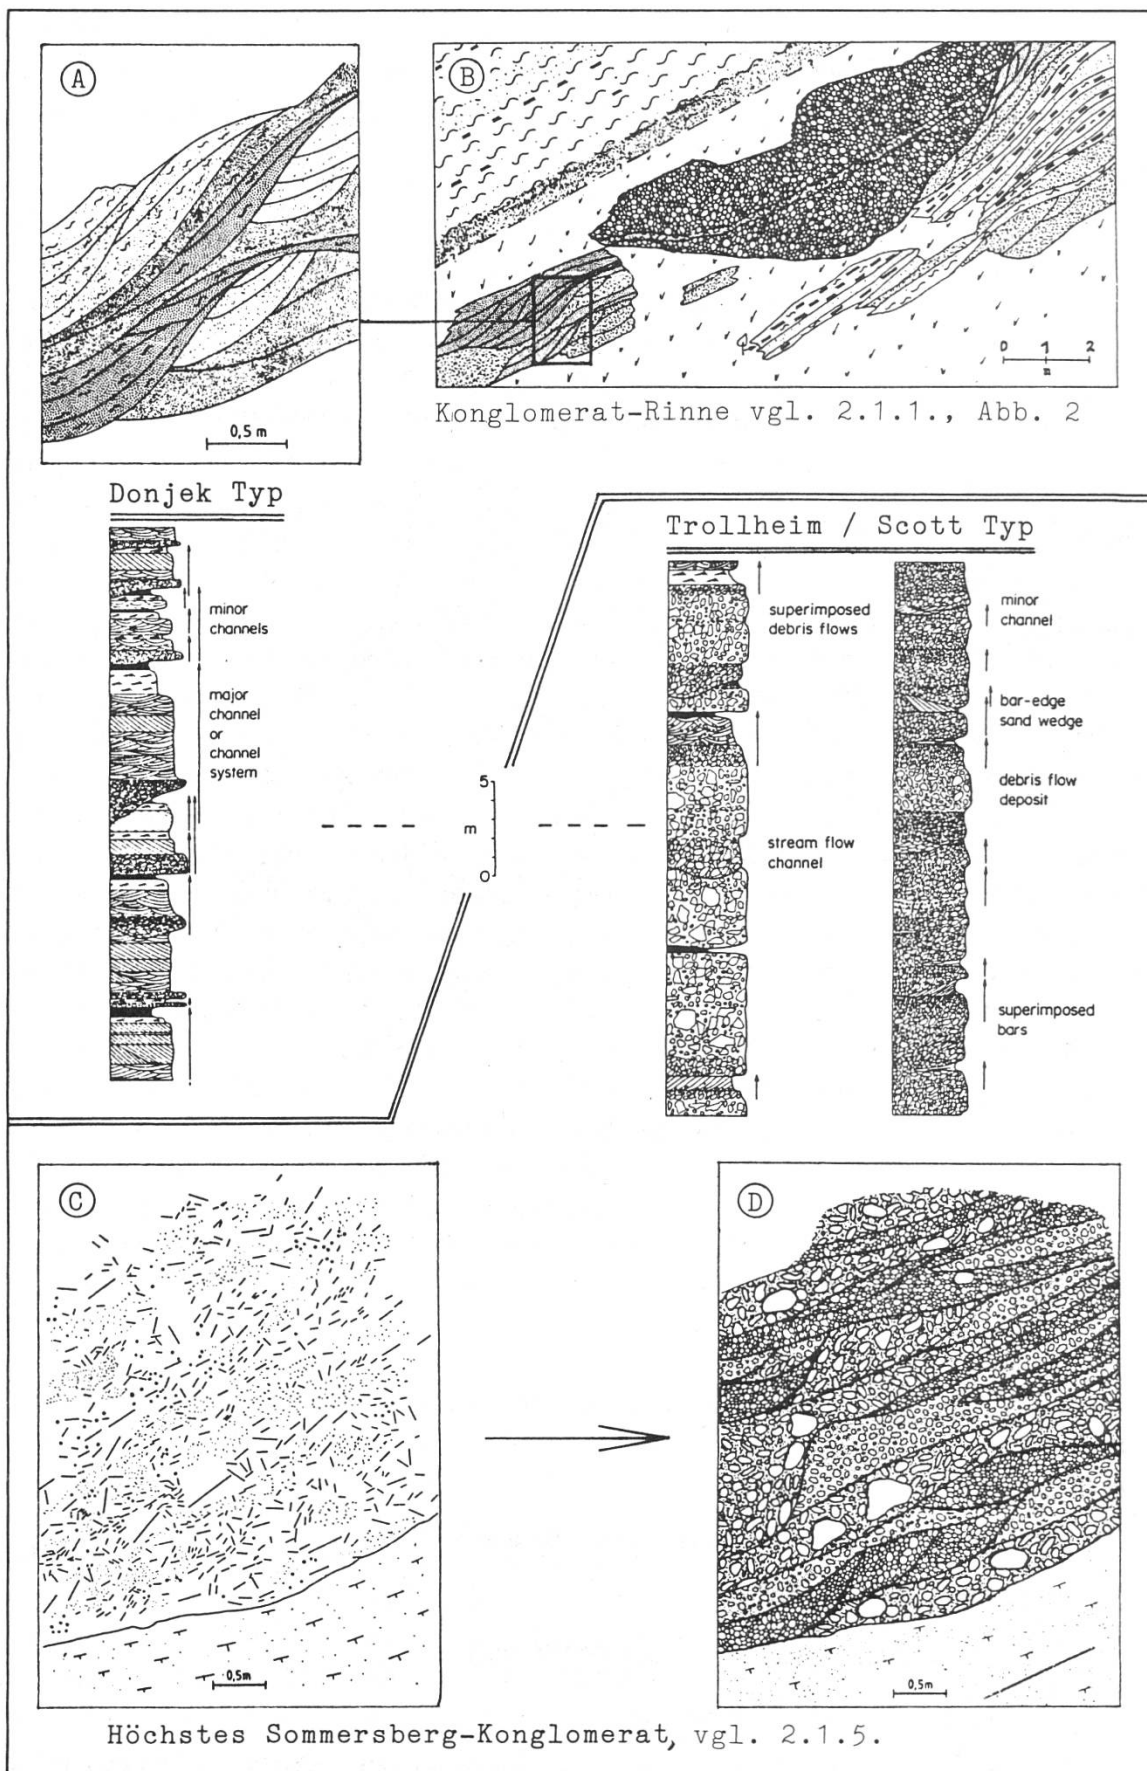 A
B
0,5 m
0 1 2
m
Konglomerat-Rinne vgl. 2.1.1., Abb. 2
Donjek Typ
minor
channels
major
channel
or
channel
system
5
m
0
Trollheim / Scott Typ
superimposed
debris flows
stream flow
channel
minor
channel
bar-edge
sand wedge
debris flow
deposit
superimposed
bars
C
0,5m
D
0,5m
Höchstes Sommersberg-Konglomerat, vgl. 2.1.5.